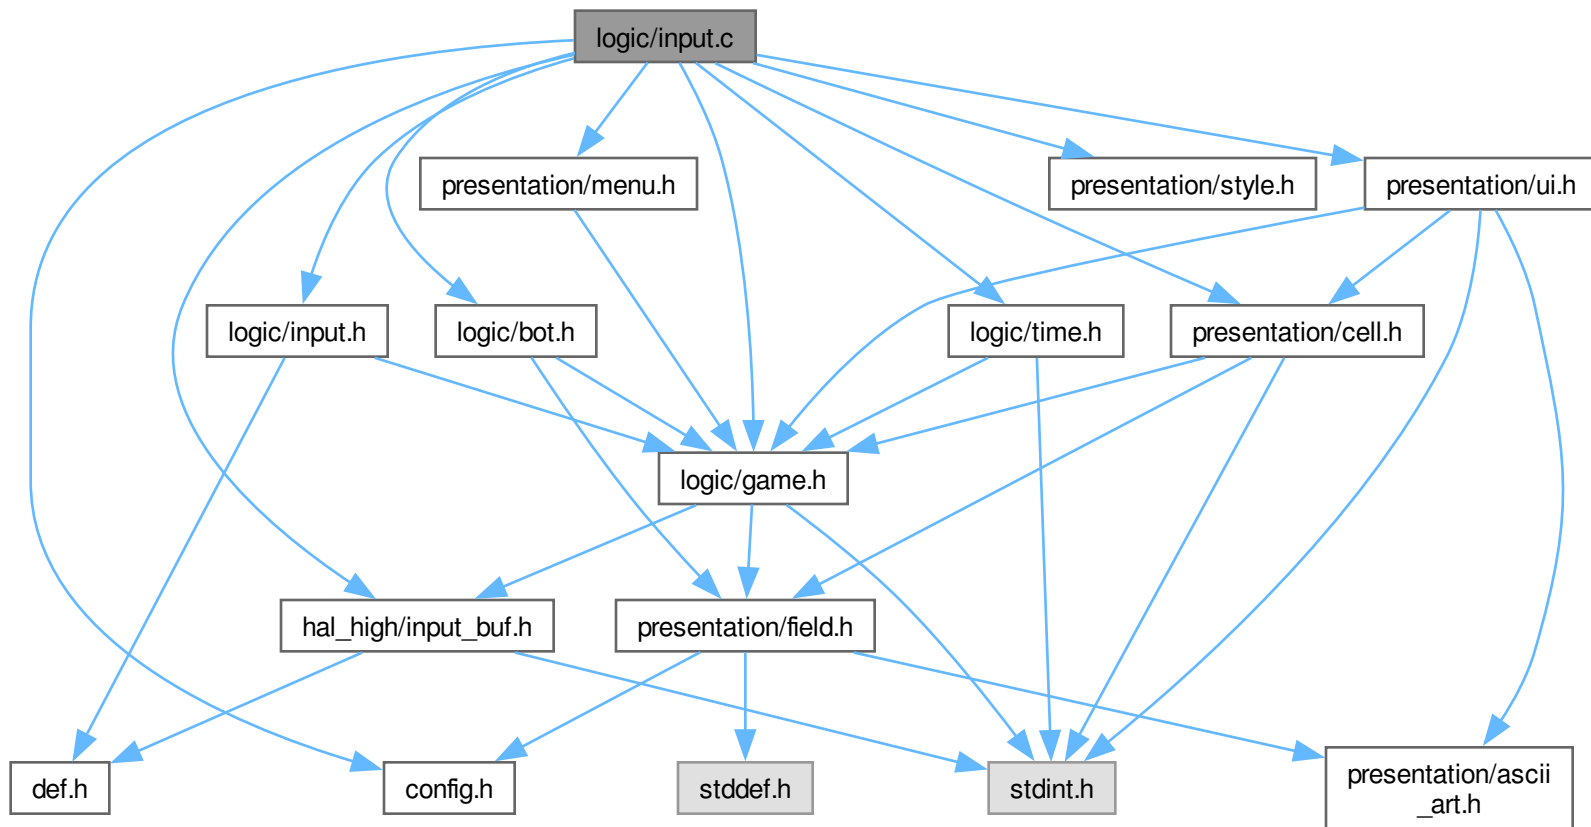 logic/input.c
presentation/menu.h
presentation/style.h
presentation/ui.h
logic/input.h
logic/bot.h
logic/time.h
presentation/cell.h
logic/game.h
hal_high/input_buf.h
presentation/field.h
def.h
config.h
stddef.h
stdint.h
presentation/ascii
_art.h